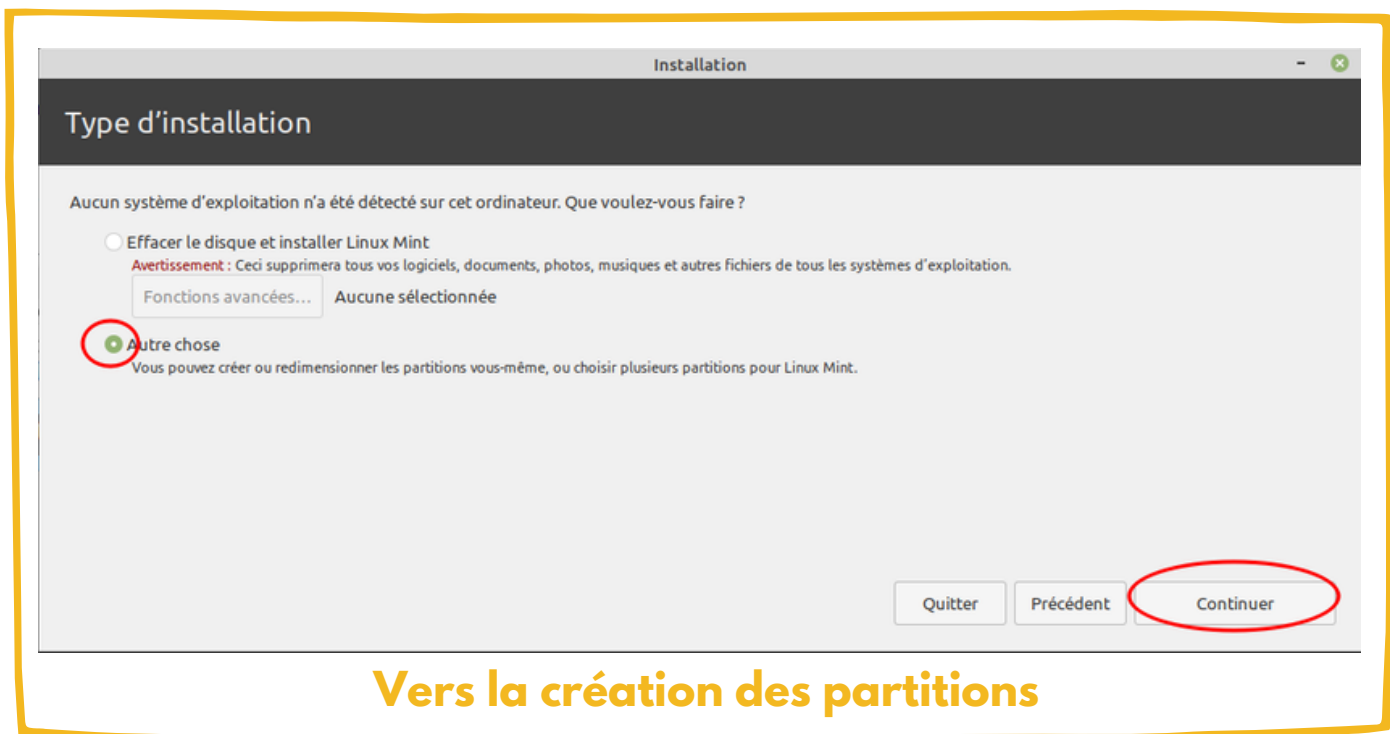 Installation
Type d'installation
Aucun système d'exploitation n'a été détecté sur cet ordinateur. Que voulez-vous faire ?
Effacer le disque et installer Linux Mint
Avertissement : Ceci supprimera tous vos logiciels, documents, photos, musiques et autres fichiers de tous les systèmes d'exploitation.
Fonctions avancées... Aucune sélectionnée
Autre chose
Vous pouvez créer ou redimensionner les partitions vous-même, ou choisir plusieurs partitions pour Linux Mint.
Quitter Précédent Continuer
Vers la création des partitions